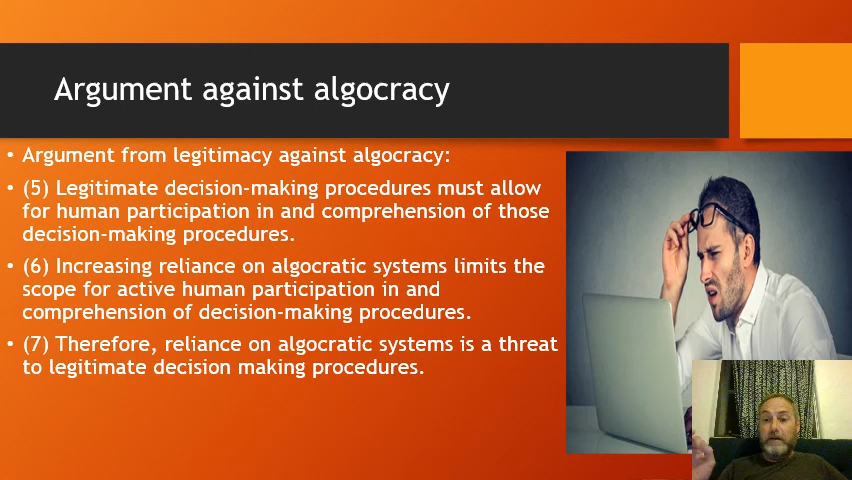 Argument against algocracy
• Argument from legitimacy against algocracy:
• (5) Legitimate decision-making procedures must allow
for human participation in and comprehension of those
decision-making procedures.
• (6) Increasing reliance on algocratic systems limits the
scope for active human participation in and
comprehension of decision-making procedures.
• (7) Therefore, reliance on algocratic systems is a threat
to legitimate decision making procedures.